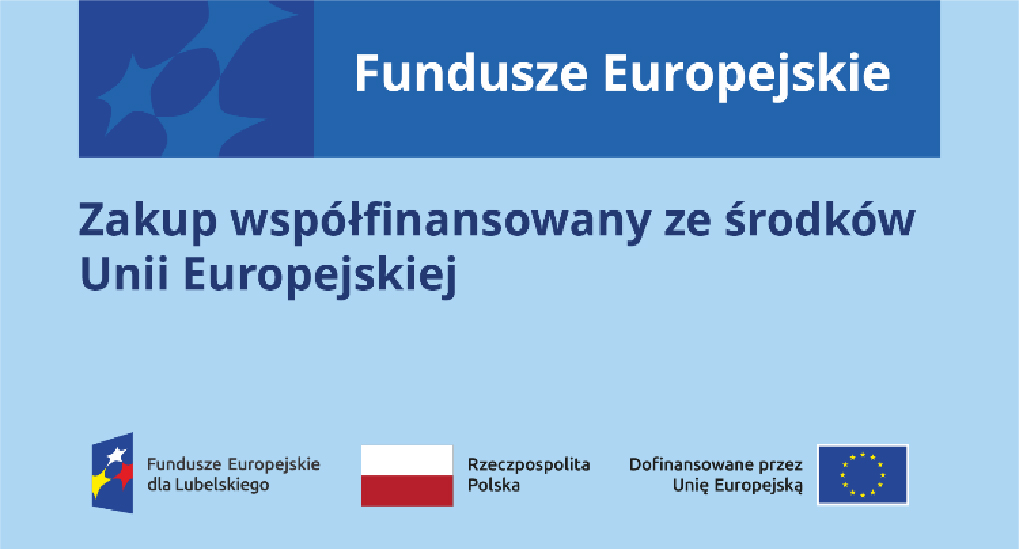 Fundusze Europejskie
Zakup współfinansowany ze środków
Unii Europejskiej
Fundusze Europejskie
dla Lubelskiego
Rzeczpospolita
Polska
Dofinansowane przez
Unię Europejską